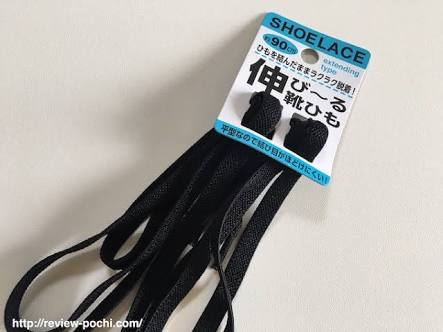 SHOELACE
約90cm
extending
type
ひもを結んだままラクラク脱着!
伸び～る
靴ひも
平型なので結び目がほどけにくい!
http://review-pochi.com/